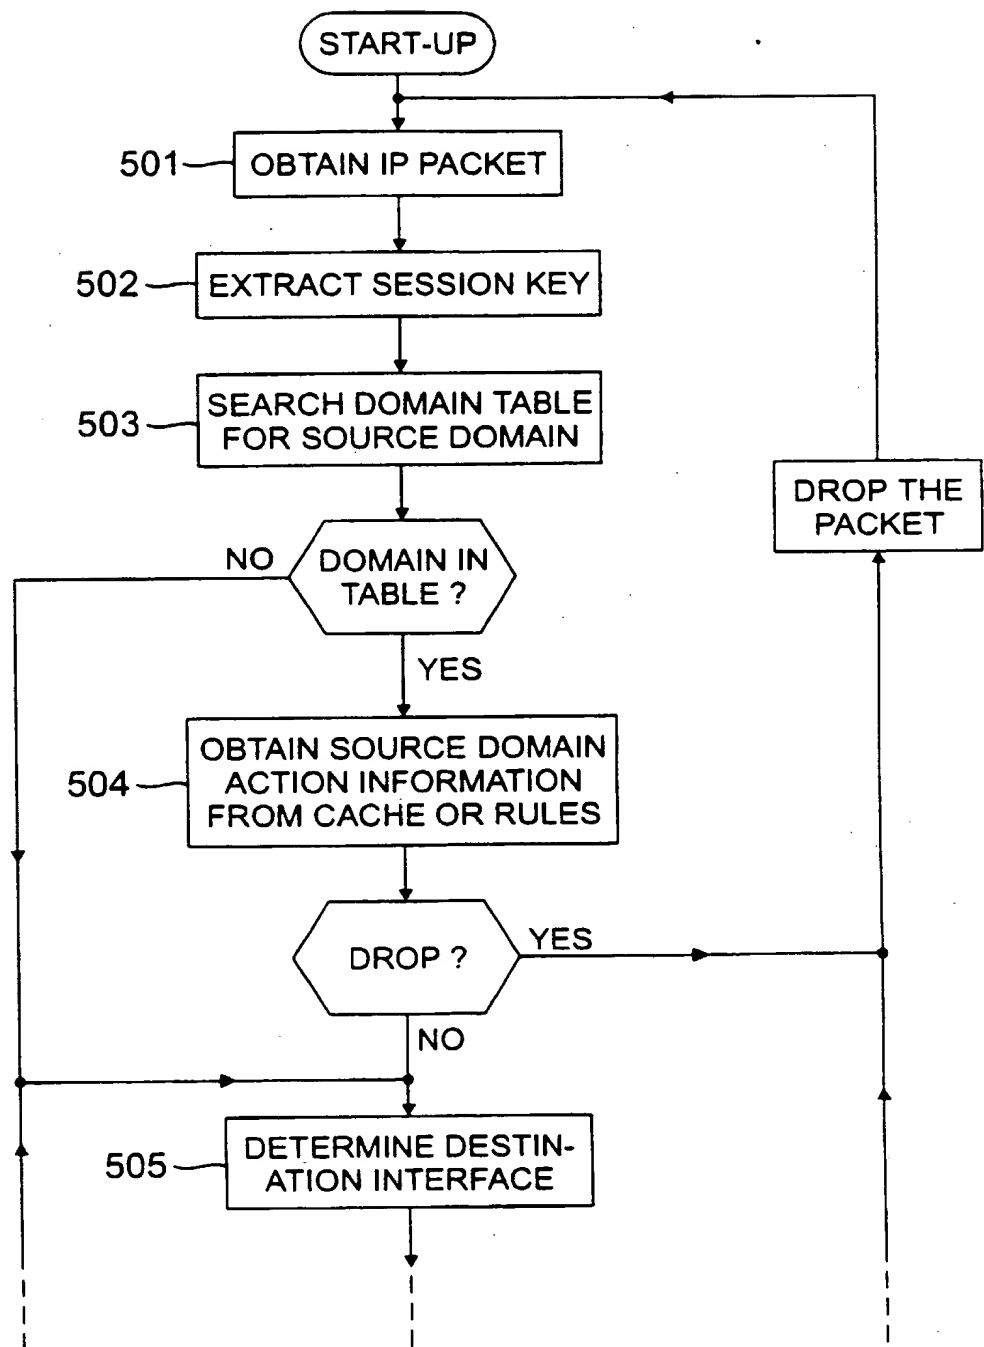 START-UP
501
OBTAIN IP PACKET
502
EXTRACT SESSION KEY
503
SEARCH DOMAIN TABLE
FOR SOURCE DOMAIN
DROP THE
PACKET
NO
DOMAIN IN
TABLE ?
YES
504
OBTAIN SOURCE DOMAIN
ACTION INFORMATION
FROM CACHE OR RULES
DROP ?
YES
NO
505
DETERMINE DESTIN-
ATION INTERFACE